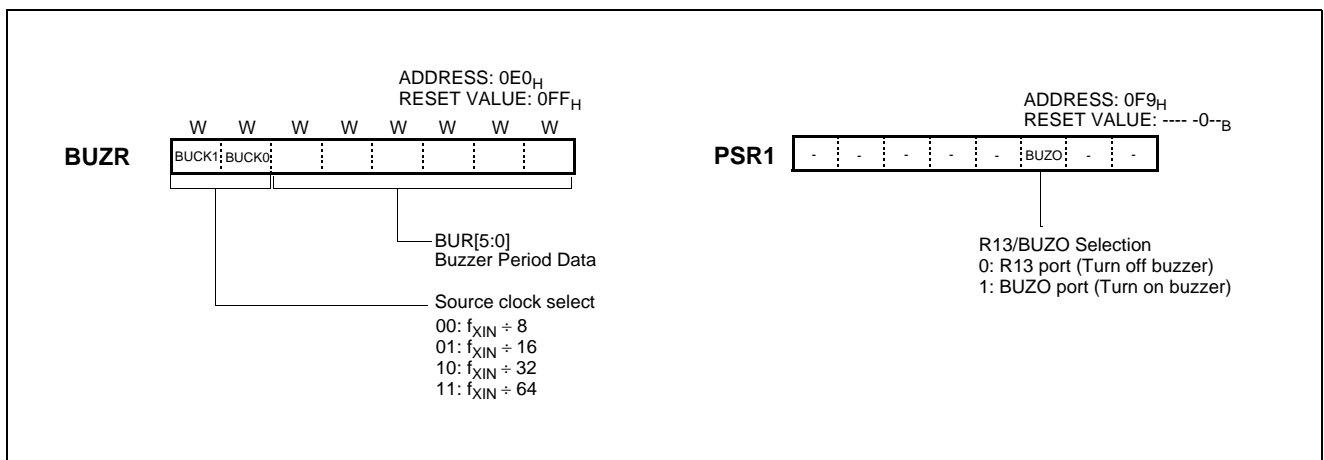 ADDRESS: 0E0H
RESET VALUE: 0FFH
W W W W W W W W
BUZR BUCK1 BUCK0
BUR[5:0]
Buzzer Period Data
Source clock select
00: fXIN ÷ 8
01: fXIN ÷ 16
10: fXIN ÷ 32
11: fXIN ÷ 64
ADDRESS: 0F9H
RESET VALUE: ---- -0--B
PSR1 - - - - - BUZO - -
R13/BUZO Selection
0: R13 port (Turn off buzzer)
1: BUZO port (Turn on buzzer)